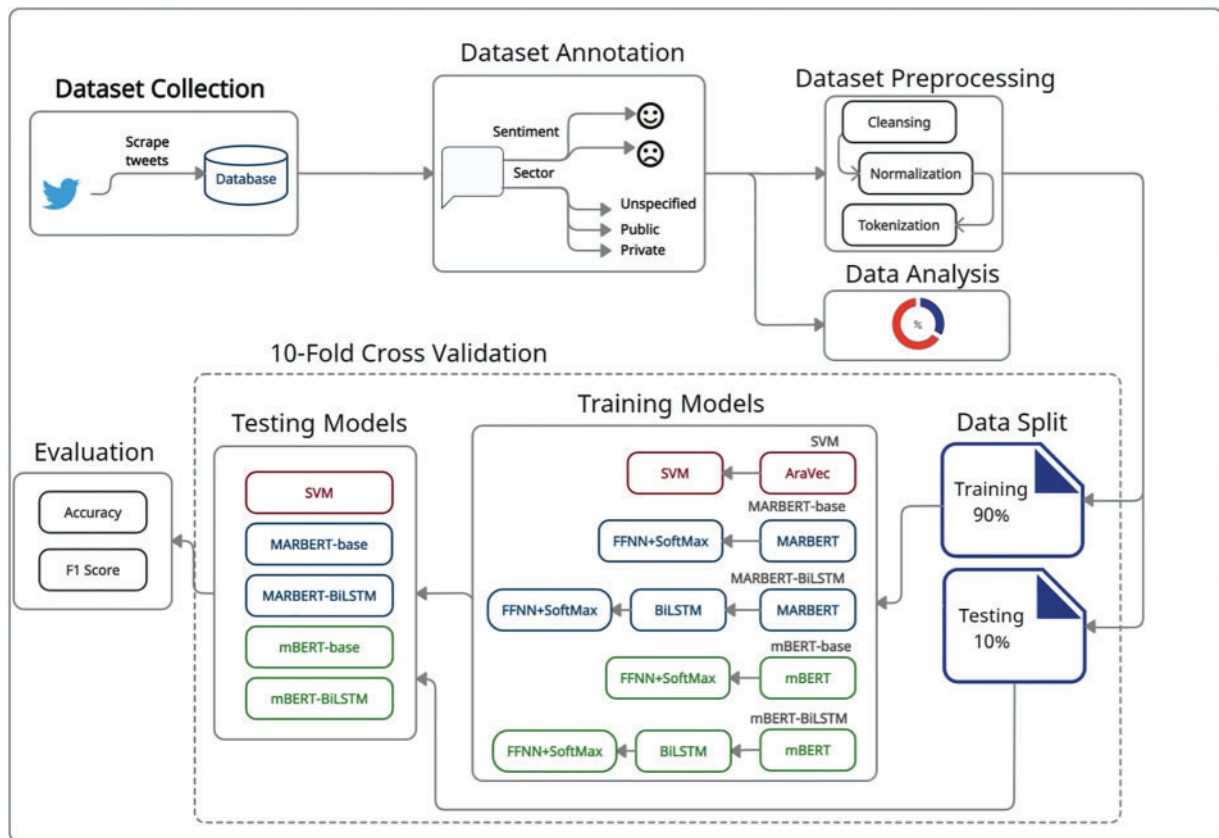 Dataset Collection
Scrape
tweets
Database
Dataset Annotation
Sentiment
Sector
Unspecified
Public
Private
Dataset Preprocessing
Cleansing
Normalization
Tokenization
Data Analysis
%
10-Fold Cross Validation
Data Split
Training
90%
Testing
10%
Training Models
SVM
SVM
AraVec
MARBERT-base
FFNN+SoftMax
MARBERT
MARBERT-BiLSTM
FFNN+SoftMax
BiLSTM
MARBERT
mBERT-base
FFNN+SoftMax
mBERT
mBERT-BiLSTM
FFNN+SoftMax
BiLSTM
mBERT
Testing Models
SVM
MARBERT-base
MARBERT-BiLSTM
mBERT-base
mBERT-BiLSTM
Evaluation
Accuracy
F1 Score